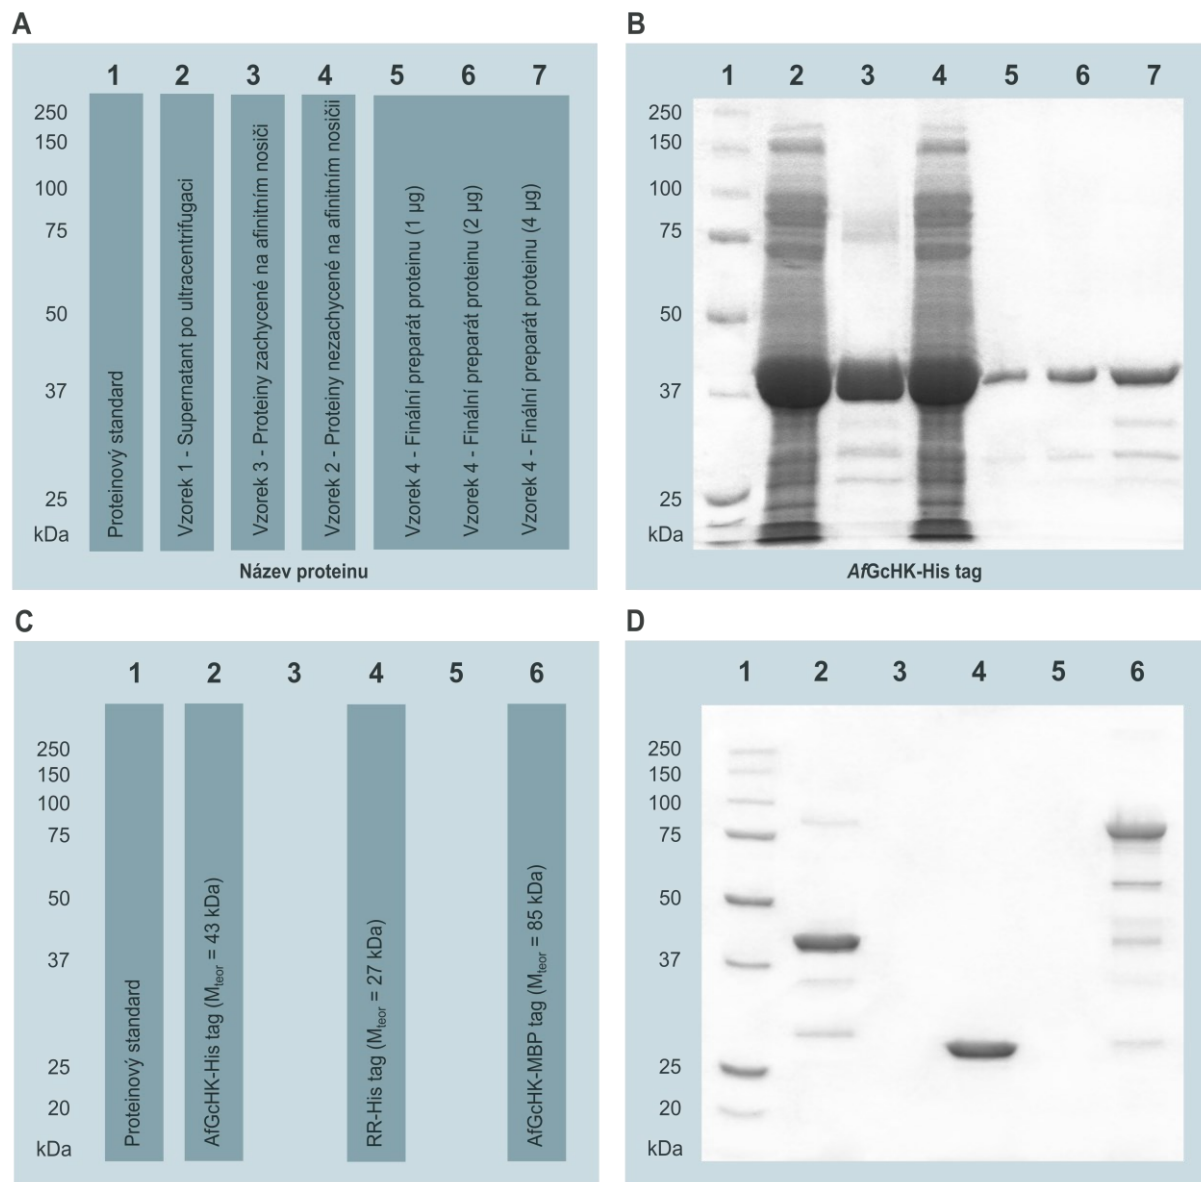 A
1 2 3 4 5 6 7
250
150
100
75
50
37
25
kDa
Proteinový standard
Vzorek 1 - Supernatant po ultracentrifugaci
Vzorek 3 - Proteiny zachycené na afinitním nosiči
Vzorek 2 - Proteiny nezachycené na afinitním nosičii
Vzorek 4 - Finální preparát proteinu (1 µg)
Vzorek 4 - Finální preparát proteinu (2 µg)
Vzorek 4 - Finální preparát proteinu (4 µg)
Název proteinu
B
1 2 3 4 5 6 7
250
150
100
75
50
37
25
kDa
AfGcHK-His tag
C
1 2 3 4 5 6
250
150
100
75
50
37
25
20
kDa
Proteinový standard
AfGcHK-His tag (Mteor = 43 kDa)
RR-His tag (Mteor = 27 kDa)
AfGcHK-MBP tag (Mteor = 85 kDa)
D
1 2 3 4 5 6
250
150
100
75
50
37
25
20
kDa